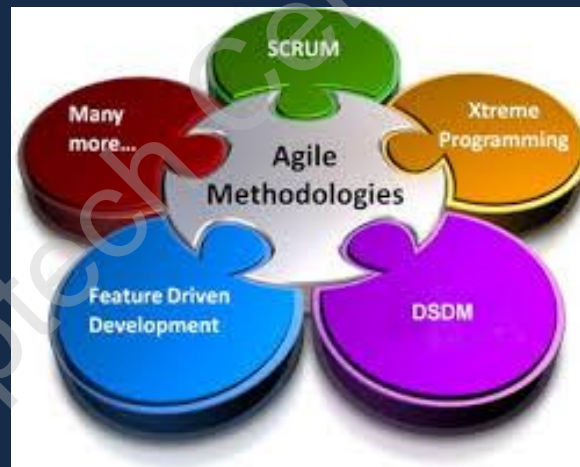 SCRUM
Many
more...
Xtreme
Programming
Agile
Methodologies
Feature Driven
Development
DSDM